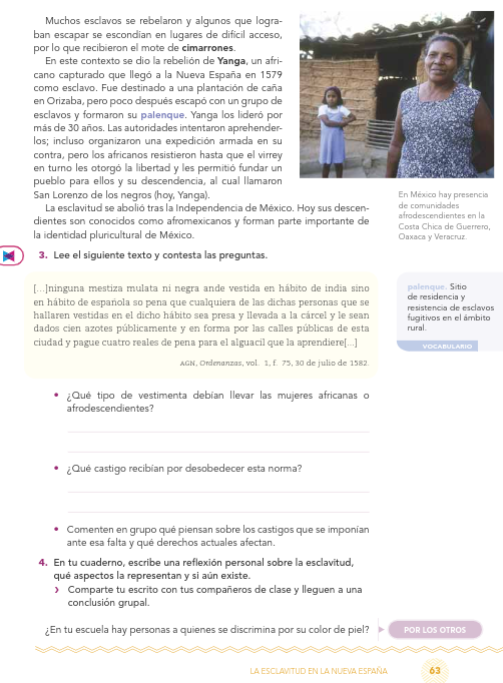 Muchos esclavos se rebelaron y algunos que logra-
ban escapar se escondían en lugares de difícil acceso,
por lo que recibieron el mote de cimarrones.
En este contexto se dio la rebelión de Yanga, un afri-
cano capturado que llegó a la Nueva España en 1579
como esclavo. Fue destinado a una plantación de caña
en Orizaba, pero poco después escapó con un grupo de
esclavos y formaron su palenque. Yanga los lideró por
más de 30 años. Las autoridades intentaron aprehender-
los; incluso organizaron una expedición armada en su
contra, pero los africanos resistieron hasta que el virrey
en turno les otorgó la libertad y les permitió fundar un
pueblo para ellos y su descendencia, al cual llamaron
San Lorenzo de los negros (hoy, Yanga).
La esclavitud se abolió tras la Independencia de México. Hoy sus descen-
dientes son conocidos como afromexicanos y forman parte importante de
la identidad pluricultural de México.
En México hay presencia
de comunidades
afrodescendientes en la
Costa Chica de Guerrero,
Oaxaca y Veracruz.
3. Lee el siguiente texto y contesta las preguntas.
[...]ninguna mestiza mulata ni negra ande vestida en hábito de india sino
en hábito de española so pena que cualquiera de las dichas personas que se
hallaren vestidas en el dicho hábito sea presa y llevada a la cárcel y le sean
dados cien azotes públicamente y en forma por las calles públicas de esta
ciudad y pague cuatro reales de pena para el alguacil que la aprendiere[...]
AGN, Ordenanzas, vol. 1, f. 75, 30 de julio de 1582.
palenque. Sitio
de residencia y
resistencia de esclavos
fugitivos en el ámbito
rural.
VOCABULARIO
• ¿Qué tipo de vestimenta debían llevar las mujeres africanas o
afrodescendientes?
• ¿Qué castigo recibían por desobedecer esta norma?
• Comenten en grupo qué piensan sobre los castigos que se imponían
ante esa falta y qué derechos actuales afectan.
4. En tu cuaderno, escribe una reflexión personal sobre la esclavitud,
qué aspectos la representan y si aún existe.
Comparte tu escrito con tus compañeros de clase y lleguen a una
conclusión grupal.
¿En tu escuela hay personas a quienes se discrimina por su color de piel?
POR LOS OTROS
LA ESCLAVITUD EN LA NUEVA ESPAÑA
63